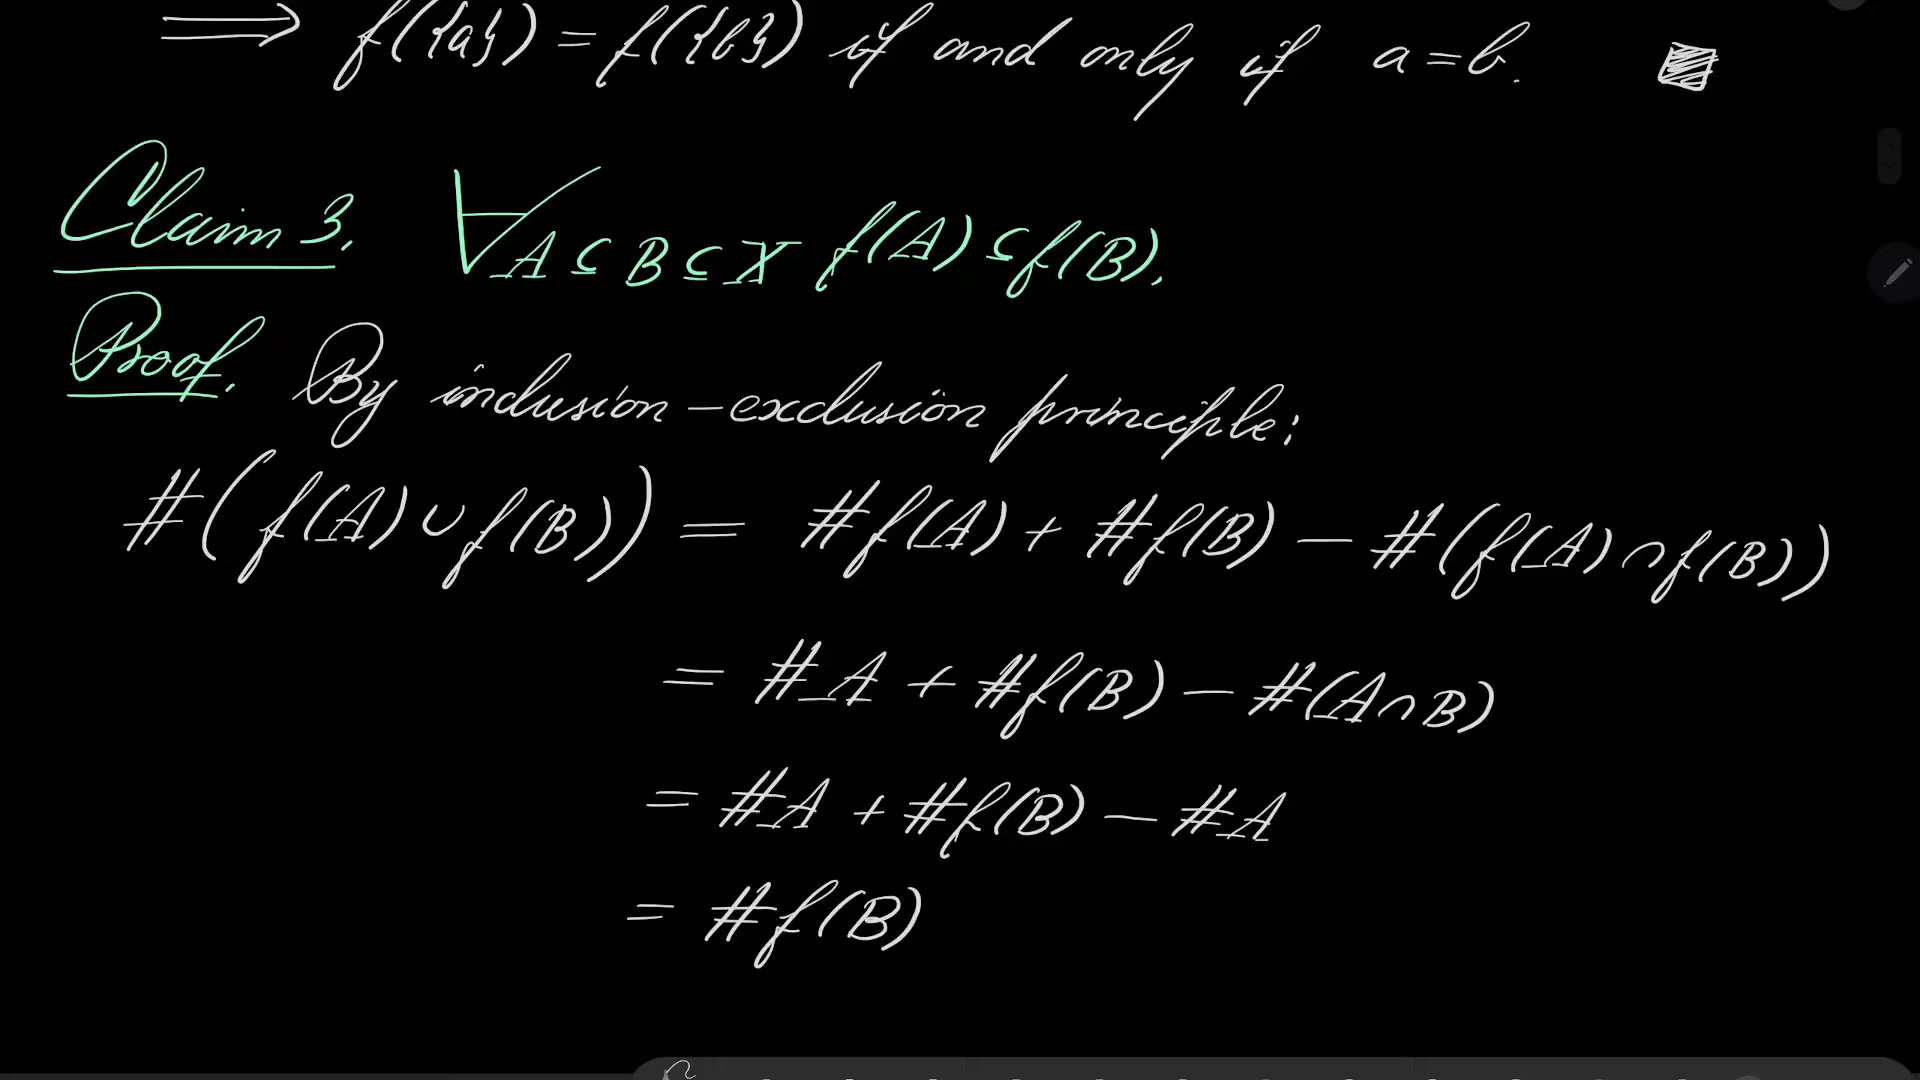 ⟹ f({a}) = f({b}) if and only if a = b.
Claim 3. ∀ A ⊆ B ⊆ X f(A) ⊆ f(B).
Proof. By inclusion-exclusion principle:
#(f(A) ∪ f(B)) = #f(A) + #f(B) − #(f(A) ∩ f(B))
= #A + #f(B) − #(A ∩ B)
= #A + #f(B) − #A
= #f(B)